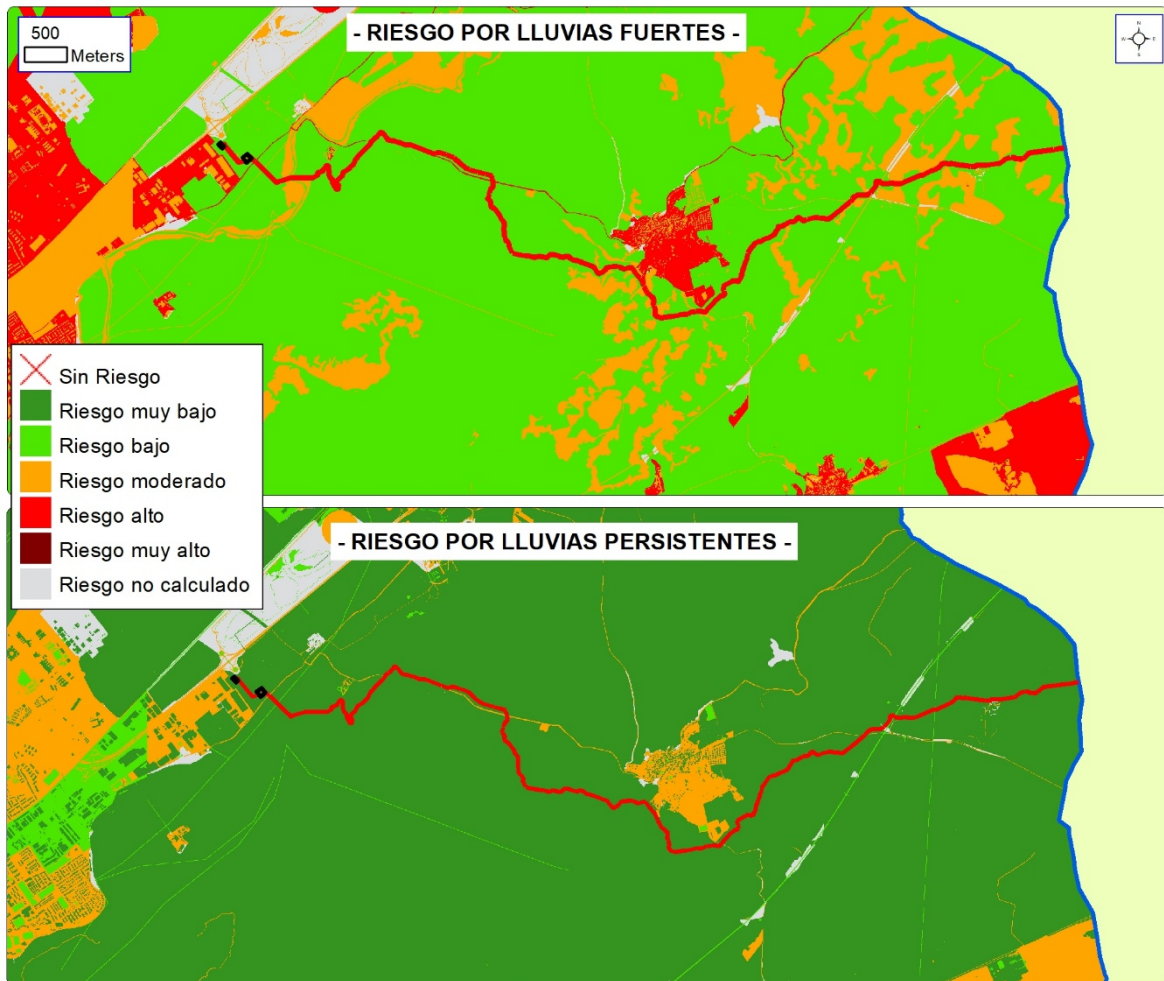 - RIESGO POR LLUVIAS FUERTES -
500
Meters
N
W E
S
Sin Riesgo
Riesgo muy bajo
Riesgo bajo
Riesgo moderado
Riesgo alto
Riesgo muy alto
Riesgo no calculado
- RIESGO POR LLUVIAS PERSISTENTES -